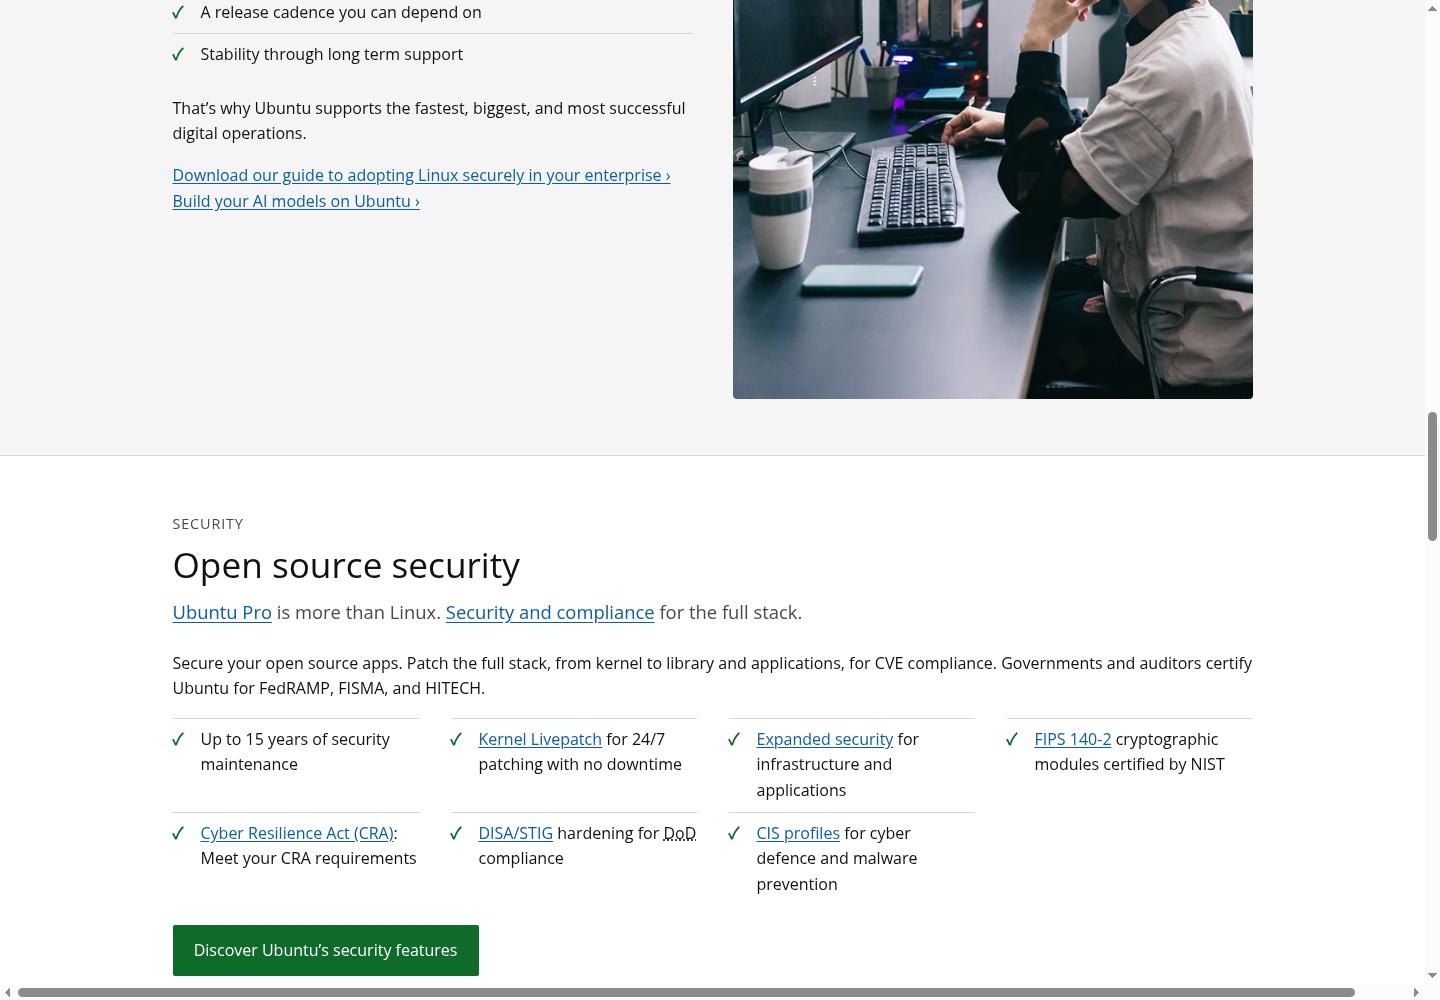 A release cadence you can depend on
Stability through long term support
That’s why Ubuntu supports the fastest, biggest, and most successful
digital operations.
Download our guide to adopting Linux securely in your enterprise ›
Build your AI models on Ubuntu ›
SECURITY
Open source security
Ubuntu Pro is more than Linux. Security and compliance for the full stack.
Secure your open source apps. Patch the full stack, from kernel to library and applications, for CVE compliance. Governments and auditors certify
Ubuntu for FedRAMP, FISMA, and HITECH.
Up to 15 years of security
maintenance
Kernel Livepatch for 24/7
patching with no downtime
Expanded security for
infrastructure and
applications
FIPS 140-2 cryptographic
modules certified by NIST
Cyber Resilience Act (CRA):
Meet your CRA requirements
DISA/STIG hardening for DoD
compliance
CIS profiles for cyber
defence and malware
prevention
Discover Ubuntu’s security features